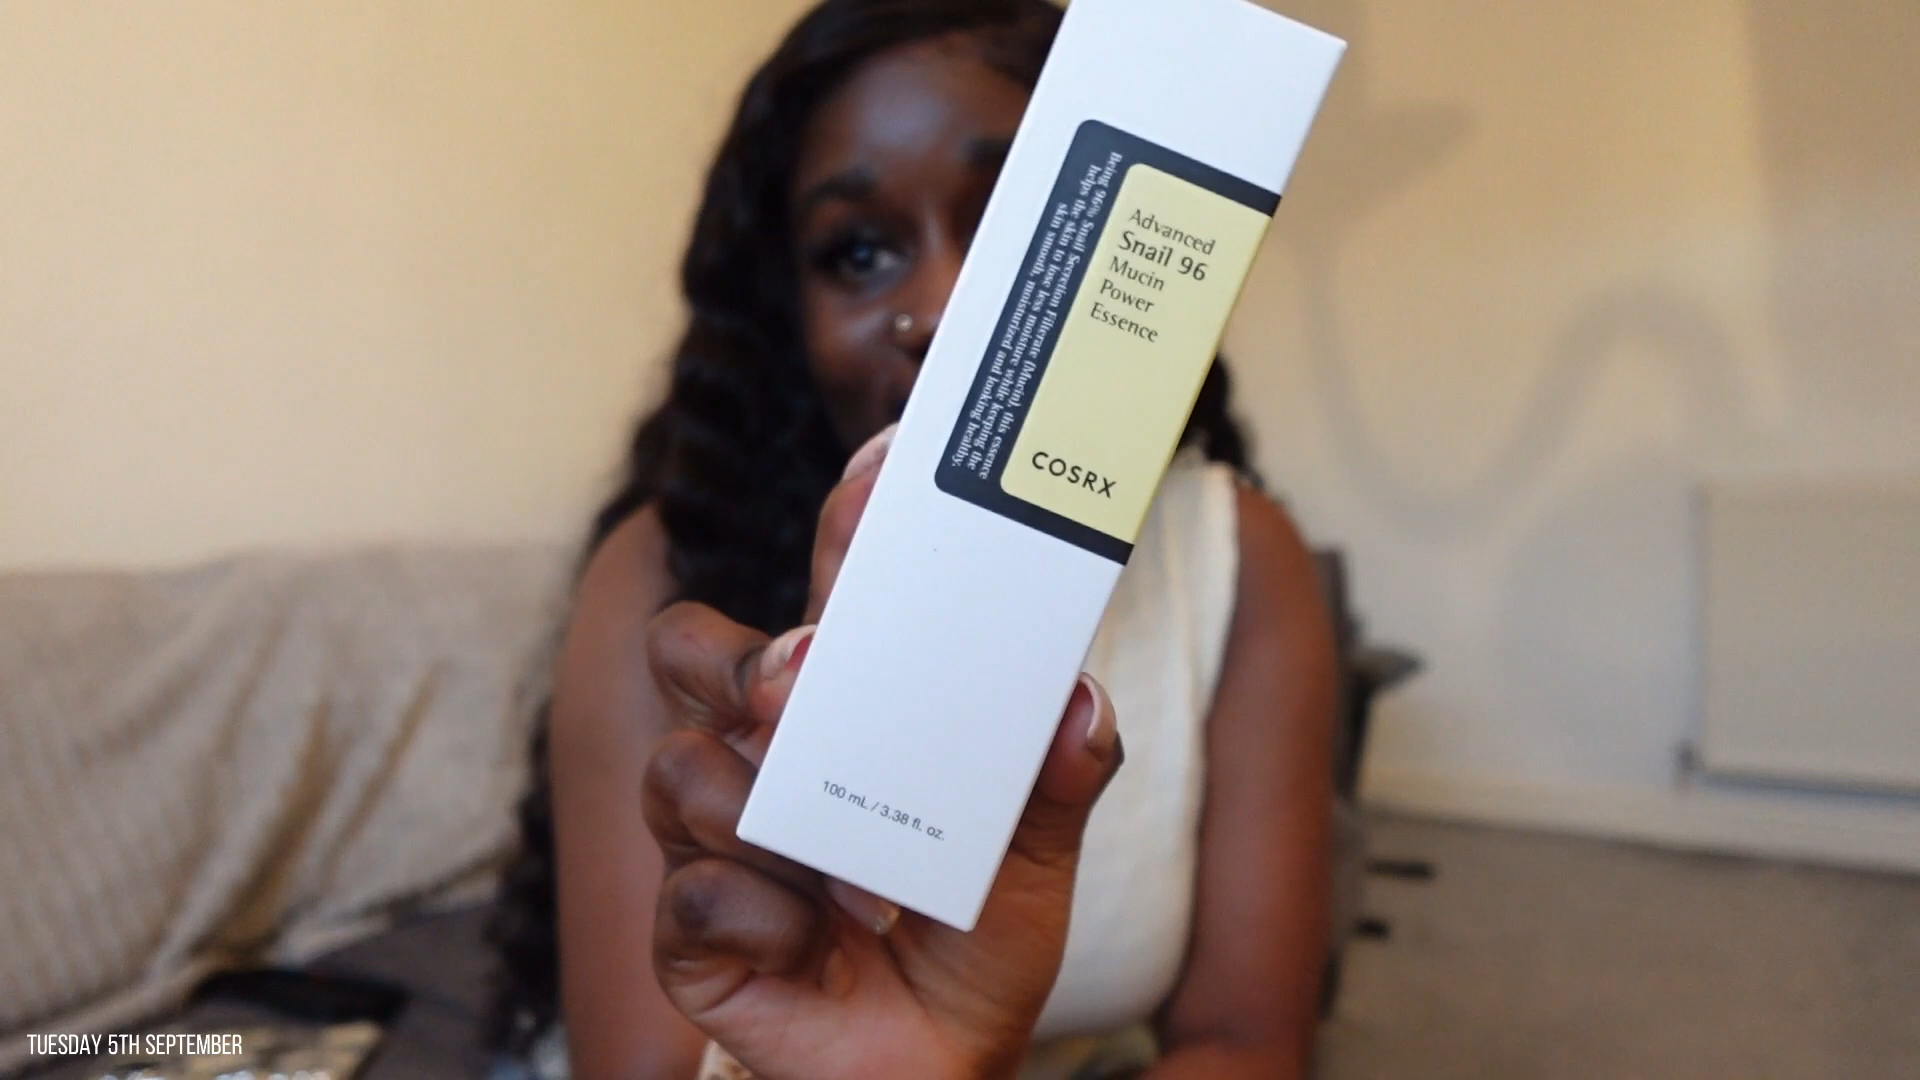 Advanced
Snail 96
Mucin
Power
Essence
COSRX
Being 96% Snail Secretion Filtrate (Mucin), this essence
helps the skin to lose less moisture while keeping the
skin smooth, moisturized and looking healthy.
100 mL / 3.38 fl. oz.
TUESDAY 5TH SEPTEMBER